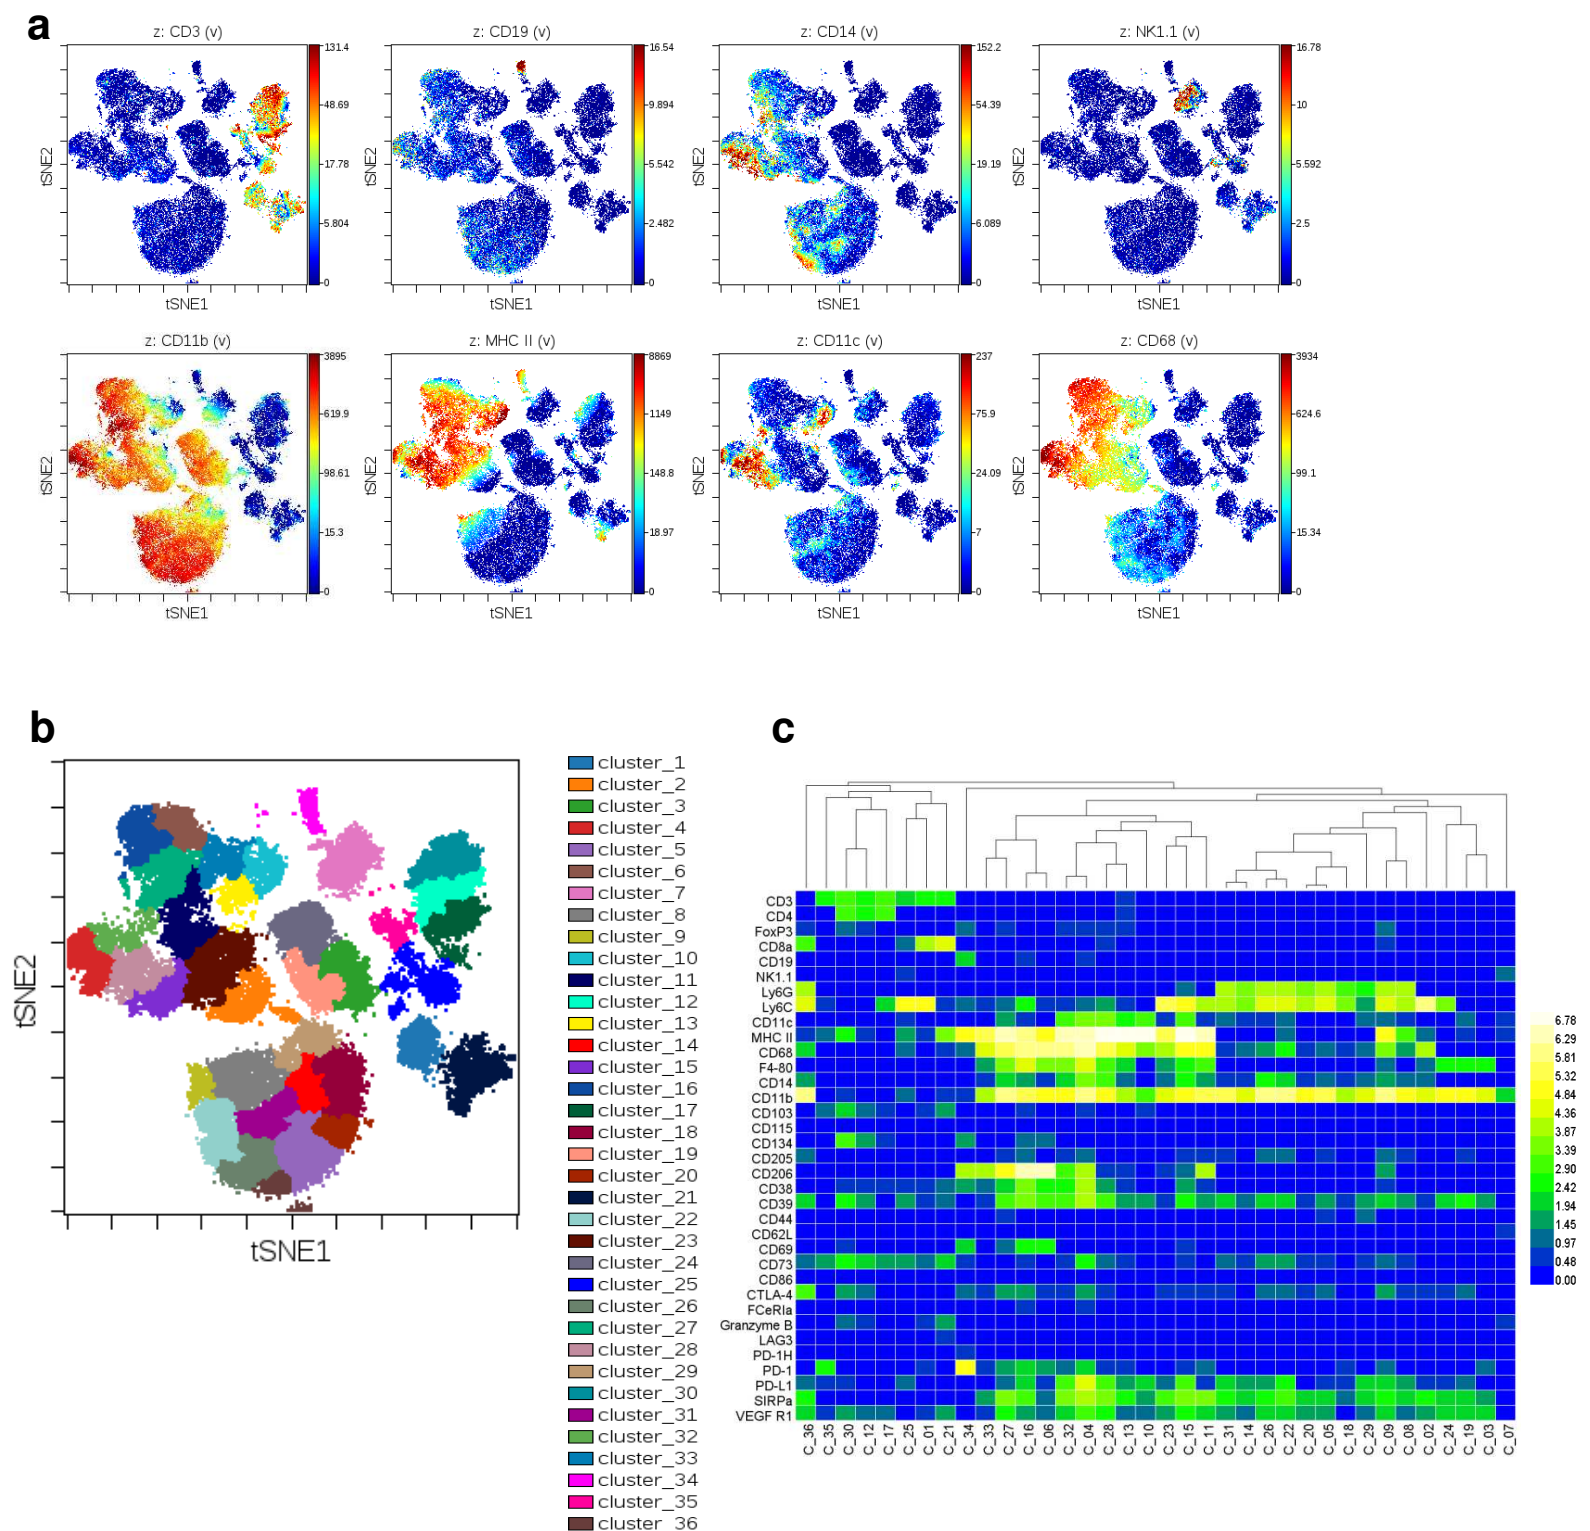 a
z: CD3 (v)
z: CD19 (v)
z: CD14 (v)
z: NK1.1 (v)
131.4
48.69
17.78
5.804
0
16.54
9.894
5.542
2.482
0
152.2
54.39
19.19
6.089
0
16.78
10
5.592
2.5
0
tSNE2
tSNE2
tSNE2
tSNE2
tSNE1
tSNE1
tSNE1
tSNE1
z: CD11b (v)
z: MHC II (v)
z: CD11c (v)
z: CD68 (v)
3895
619.9
98.61
15.3
0
8869
1149
148.8
18.97
0
237
75.9
24.09
7
0
3934
624.6
99.1
15.34
0
tSNE2
tSNE2
tSNE2
tSNE2
tSNE1
tSNE1
tSNE1
tSNE1
b
tSNE2
tSNE1
cluster_1
cluster_2
cluster_3
cluster_4
cluster_5
cluster_6
cluster_7
cluster_8
cluster_9
cluster_10
cluster_11
cluster_12
cluster_13
cluster_14
cluster_15
cluster_16
cluster_17
cluster_18
cluster_19
cluster_20
cluster_21
cluster_22
cluster_23
cluster_24
cluster_25
cluster_26
cluster_27
cluster_28
cluster_29
cluster_30
cluster_31
cluster_32
cluster_33
cluster_34
cluster_35
cluster_36
c
CD3
CD4
FoxP3
CD8a
CD19
NK1.1
Ly6G
Ly6C
CD11c
MHC II
CD68
F4-80
CD14
CD11b
CD103
CD115
CD134
CD205
CD206
CD38
CD39
CD44
CD62L
CD69
CD73
CD86
CTLA-4
FCeRIa
Granzyme B
LAG3
PD-1H
PD-1
PD-L1
SIRPa
VEGF R1
C_36
C_35
C_30
C_12
C_17
C_25
C_01
C_21
C_34
C_33
C_27
C_16
C_06
C_32
C_04
C_28
C_13
C_10
C_23
C_15
C_11
C_31
C_14
C_26
C_22
C_20
C_05
C_18
C_29
C_09
C_08
C_02
C_24
C_19
C_03
C_07
6.78
6.29
5.81
5.32
4.84
4.36
3.87
3.39
2.90
2.42
1.94
1.45
0.97
0.48
0.00